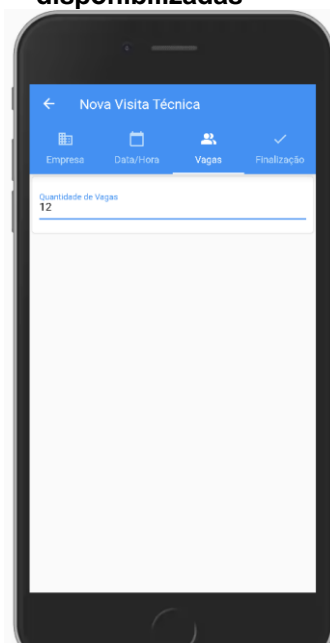 disponibilizadas
Nova Visita Técnica
Empresa Data/Hora Vagas Finalização
Quantidade de Vagas
12